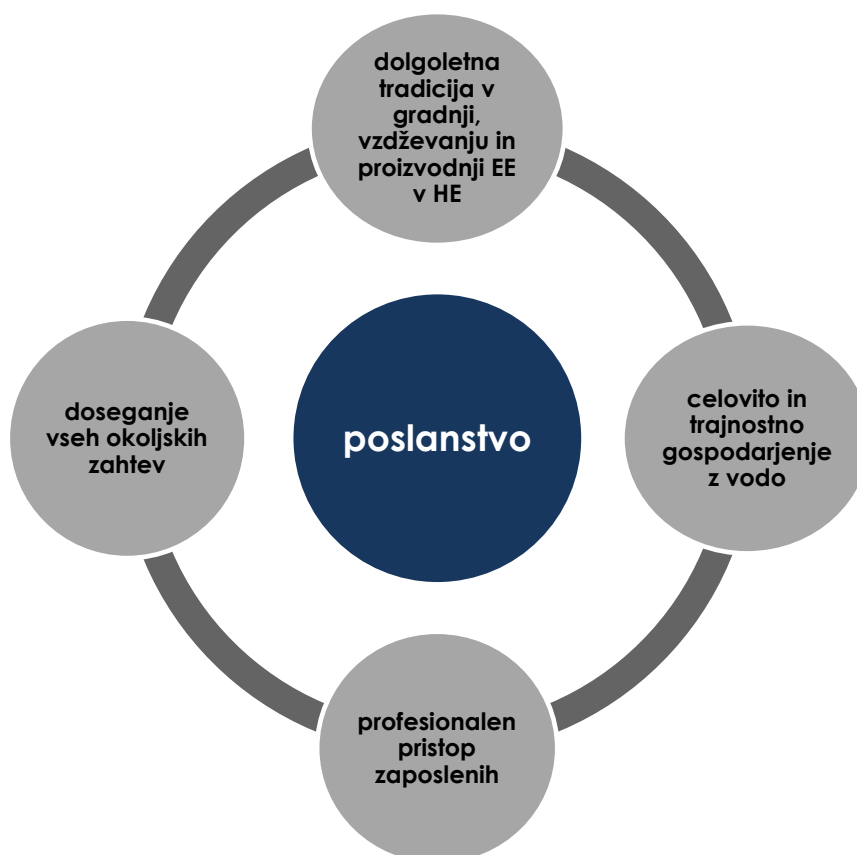 dolgoletna
tradicija v
gradnji,
vzdževanju in
proizvodnji EE
v HE
doseganje
vseh okoljskih
zahtev
poslanstvo
celovito in
trajnostno
gospodarjenje
z vodo
profesionalen
pristop
zaposlenih